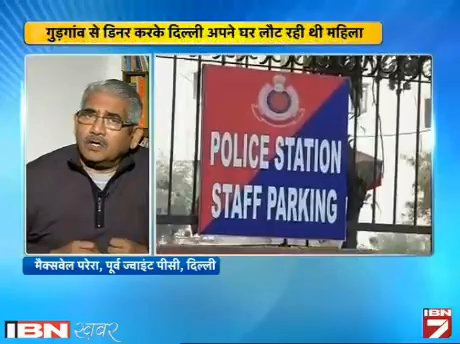 गुड़गांव से डिनर करके दिल्ली अपने घर लौट रही थी महिला
POLICE STATION
STAFF PARKING
मैक्सवेल परेरा, पूर्व ज्वाइंट पीसी, दिल्ली
IBN ख़बर
IBN
7